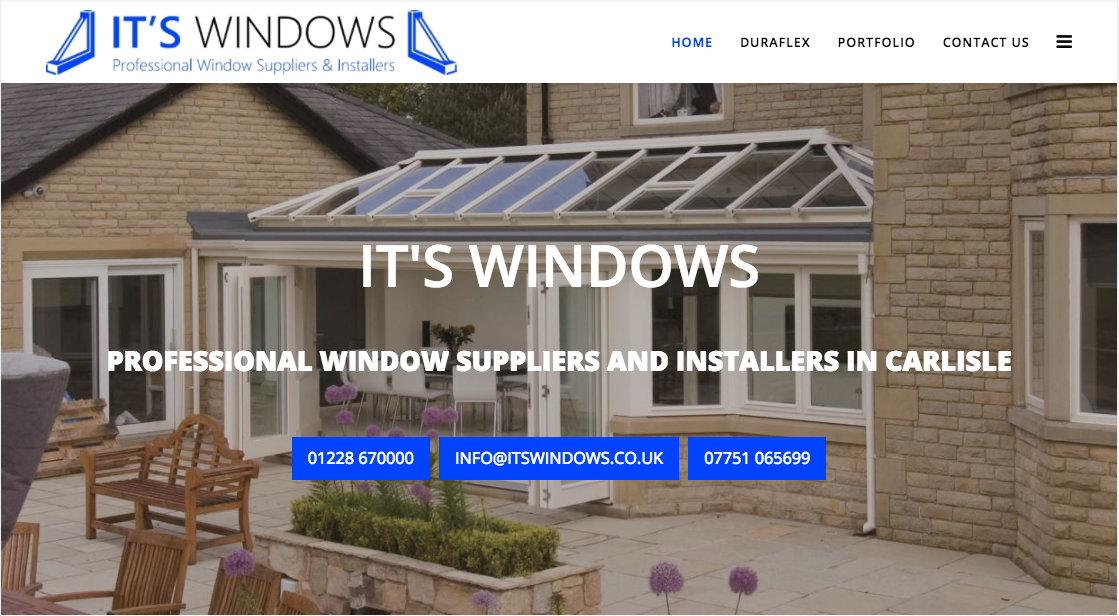 IT'S WINDOWS
Professional Window Suppliers & Installers
HOME DURAFLEX PORTFOLIO CONTACT US
IT'S WINDOWS
PROFESSIONAL WINDOW SUPPLIERS AND INSTALLERS IN CARLISLE
01228 670000 INFO@ITSWINDOWS.CO.UK 07751 065699